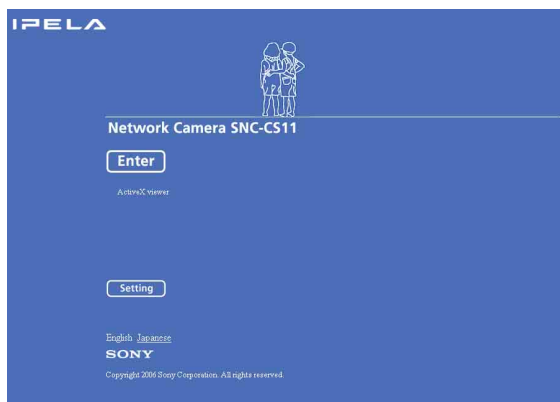 IPELA
Network Camera SNC-CS11
Enter
ActiveX viewer
Setting
English Japanese
SONY
Copyright 2006 Sony Corporation. All rights reserved.